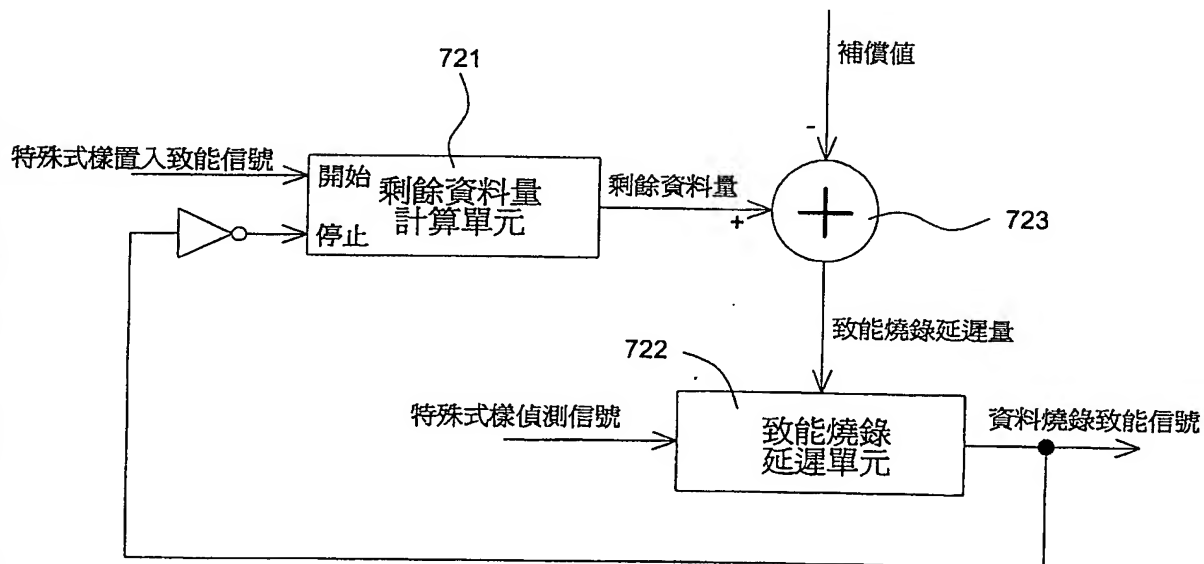 721
補償值
-
特殊式樣置入致能信號
開始
剩餘資料量
計算單元
停止
剩餘資料量
+
723
致能燒錄延遲量
722
特殊式樣偵測信號
致能燒錄
延遲單元
資料燒錄致能信號